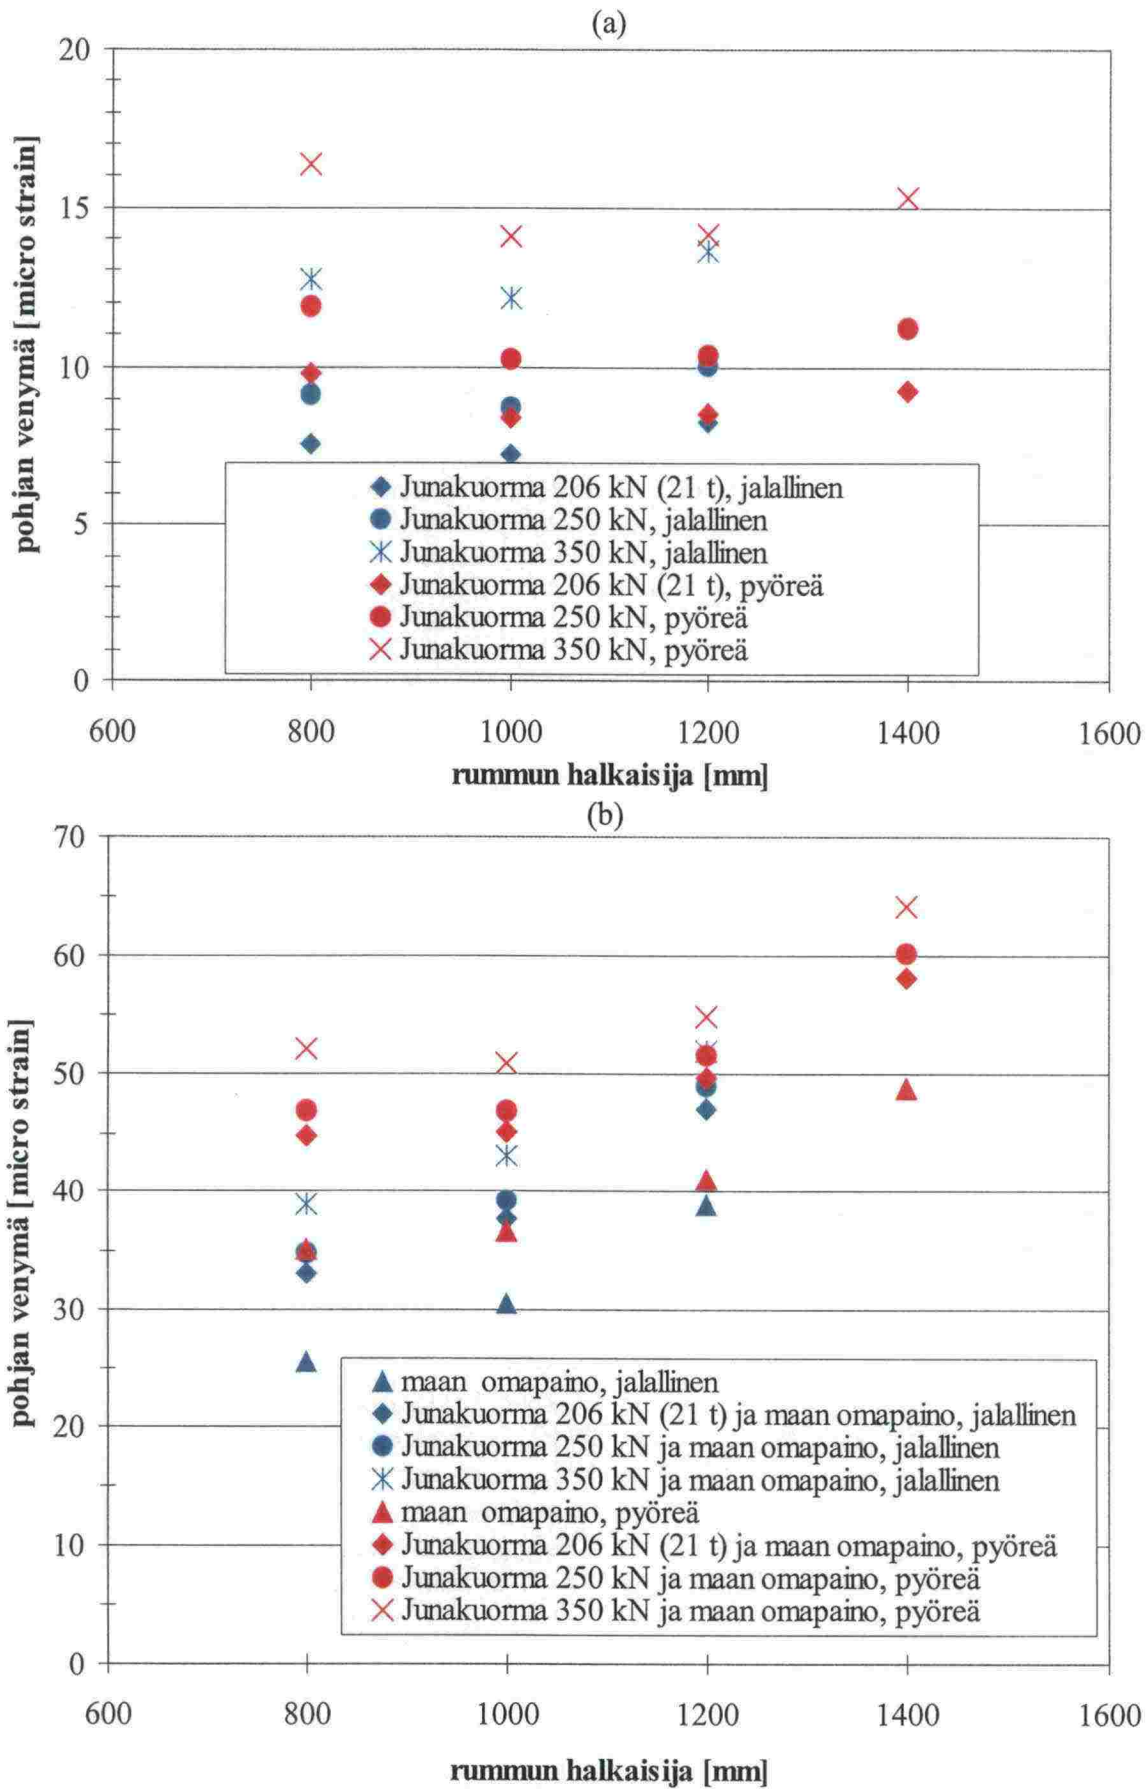 (a)
20
15
10
5
0
pohjan venymä [micro strain]
Junakuorma 206 kN (21 t), jalallinen
Junakuorma 250 kN, jalallinen
Junakuorma 350 kN, jalallinen
Junakuorma 206 kN (21 t), pyöreä
Junakuorma 250 kN, pyöreä
Junakuorma 350 kN, pyöreä
600 800 1000 1200 1400 1600
rummun halkaisija [mm]
(b)
70
60
50
40
30
20
10
0
pohjan venymä [micro strain]
maan omapaino, jalallinen
Junakuorma 206 kN (21 t) ja maan omapaino, jalallinen
Junakuorma 250 kN ja maan omapaino, jalallinen
Junakuorma 350 kN ja maan omapaino, jalallinen
maan omapaino, pyöreä
Junakuorma 206 kN (21 t) ja maan omapaino, pyöreä
Junakuorma 250 kN ja maan omapaino, pyöreä
Junakuorma 350 kN ja maan omapaino, pyöreä
600 800 1000 1200 1400 1600
rummun halkaisija [mm]